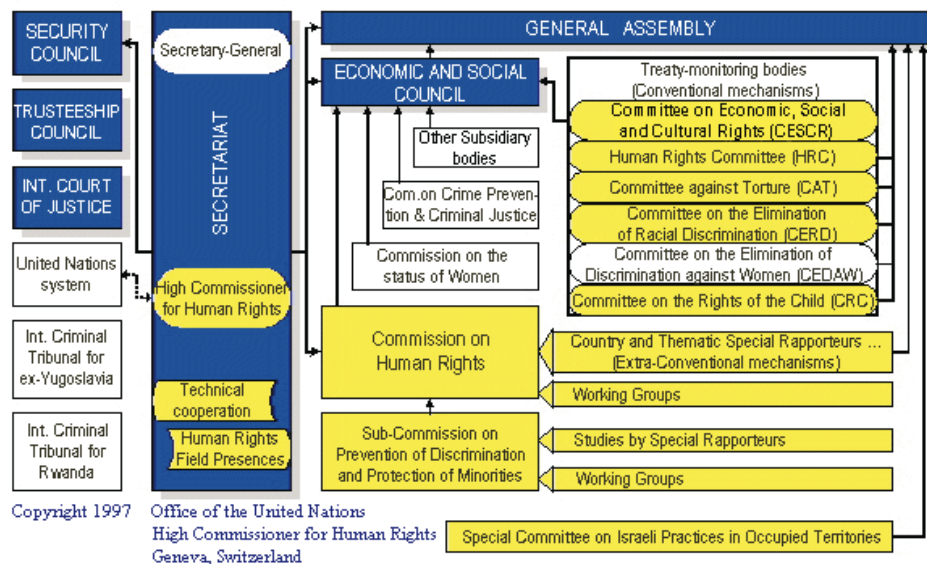 SECURITY
COUNCIL
TRUSTEESHIP
COUNCIL
INT. COURT
OF JUSTICE
United Nations
system
Int. Criminal
Tribunal for
ex-Yugoslavia
Int. Criminal
Tribunal for
Rwanda
Secretary-General
SECRETARIAT
High Commissioner
for Human Rights
Technical
cooperation
Human Rights
Field Presences
GENERAL ASSEMBLY
ECONOMIC AND SOCIAL
COUNCIL
Other Subsidiary
bodies
Com.on Crime Preven-
tion & Criminal Justice
Commission on the
status of Women
Commission on
Human Rights
Sub-Commission on
Prevention of Discrimination
and Protection of Minorities
Treaty-monitoring bodies
(Conventional mechanisms)
Committee on Economic, Social
and Cultural Rights (CESCR)
Human Rights Committee (HRC)
Committee against Torture (CAT)
Committee on the Elimination
of Racial Discrimination (CERD)
Committee on the Elimination of
Discrimination against Women (CEDAW)
Committee on the Rights of the Child (CRC)
Country and Thematic Special Rapporteurs ...
(Extra-Conventional mechanisms)
Working Groups
Studies by Special Rapporteurs
Working Groups
Special Committee on Israeli Practices in Occupied Territories
Copyright 1997
Office of the United Nations
High Commissioner for Human Rights
Geneva, Switzerland